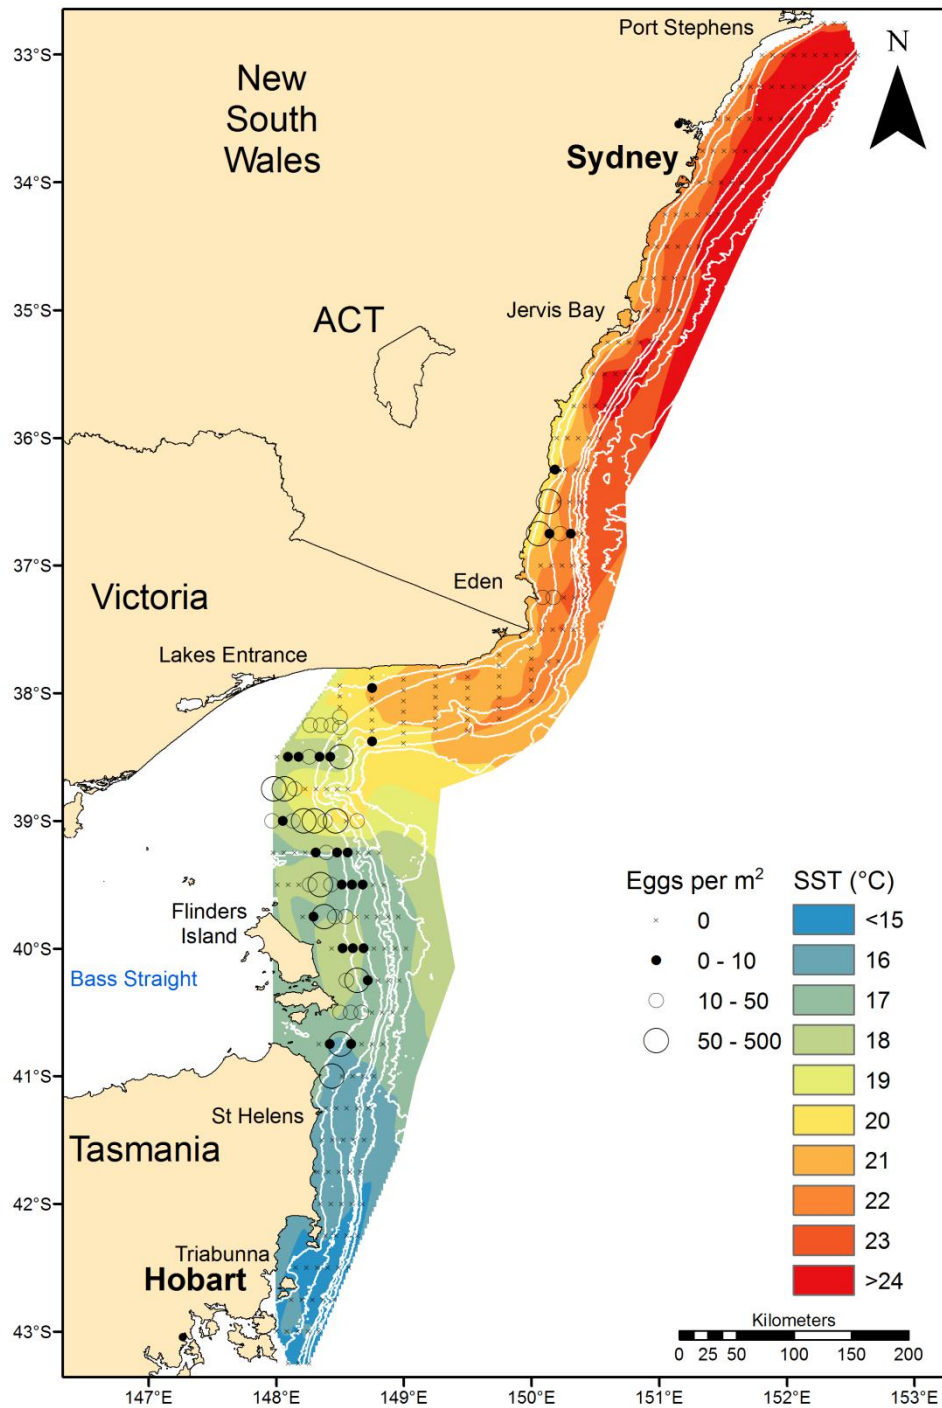 Port Stephens
N
33°S
New
South
Wales
Sydney
34°S
35°S
Jervis Bay
ACT
36°S
37°S
Eden
Victoria
Lakes Entrance
38°S
39°S
Eggs per m²
0
0 - 10
10 - 50
50 - 500
SST (°C)
<15
16
17
18
19
20
21
22
23
>24
Flinders
Island
40°S
Bass Straight
41°S
St Helens
Tasmania
42°S
Triabunna
Hobart
43°S
Kilometers
0 25 50 100 150 200
147°E 148°E 149°E 150°E 151°E 152°E 153°E